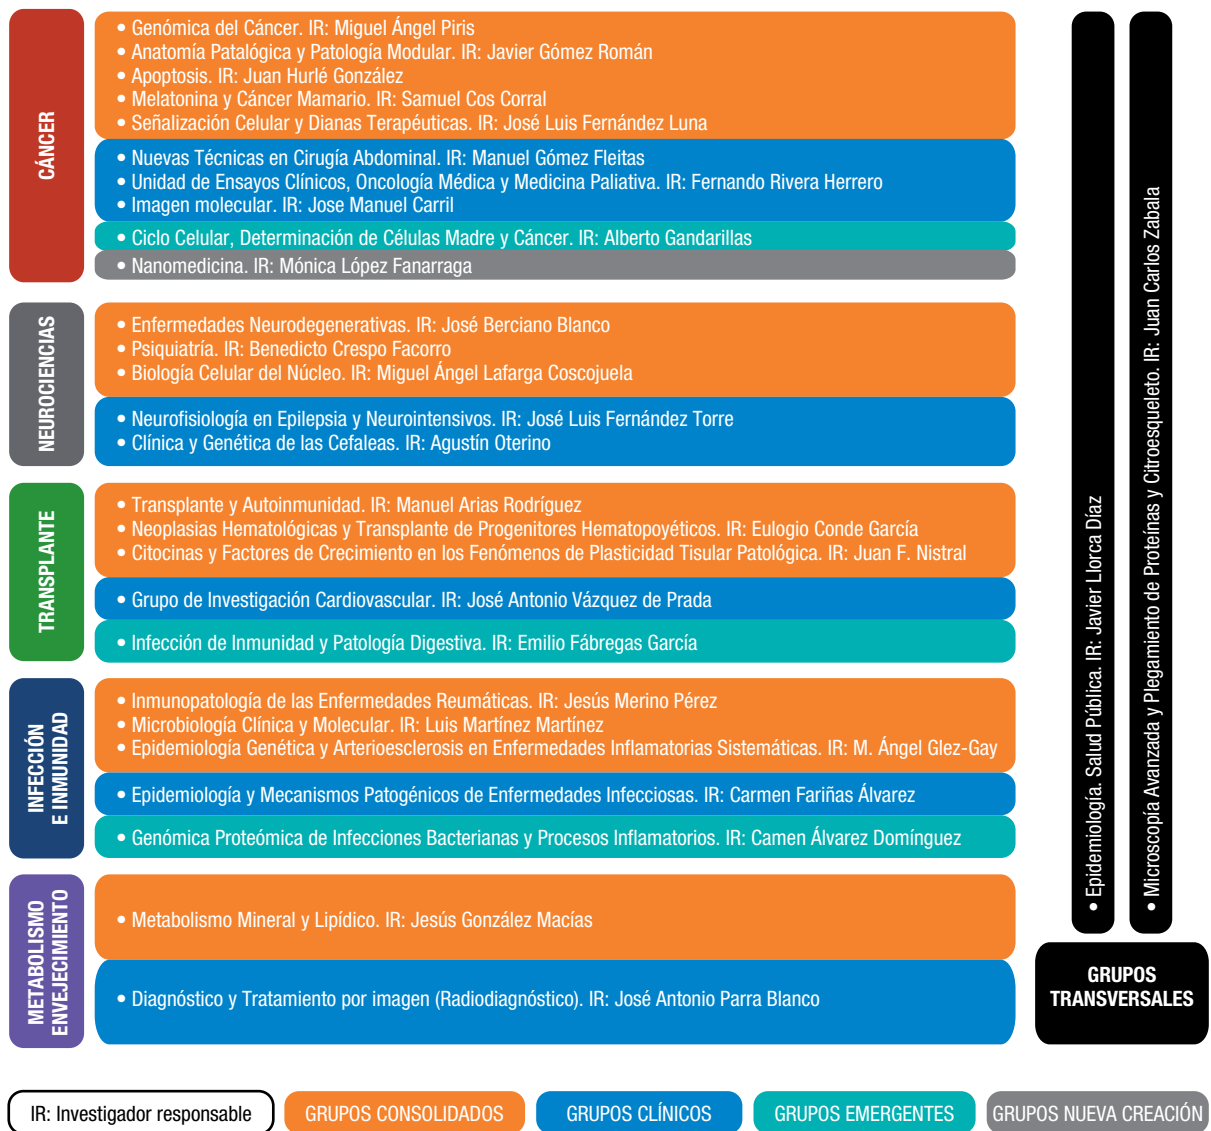 CÁNCER
• Genómica del Cáncer. IR: Miguel Ángel Piris
• Anatomía Patalógica y Patología Modular. IR: Javier Gómez Román
• Apoptosis. IR: Juan Hurlé González
• Melatonina y Cáncer Mamario. IR: Samuel Cos Corral
• Señalización Celular y Dianas Terapéuticas. IR: José Luis Fernández Luna
• Nuevas Técnicas en Cirugía Abdominal. IR: Manuel Gómez Fleitas
• Unidad de Ensayos Clínicos, Oncología Médica y Medicina Paliativa. IR: Fernando Rivera Herrero
• Imagen molecular. IR: Jose Manuel Carril
• Ciclo Celular, Determinación de Células Madre y Cáncer. IR: Alberto Gandarillas
• Nanomedicina. IR: Mónica López Fanarraga
NEUROCIENCIAS
• Enfermedades Neurodegenerativas. IR: José Berciano Blanco
• Psiquiatría. IR: Benedicto Crespo Facorro
• Biología Celular del Núcleo. IR: Miguel Ángel Lafarga Coscojuela
• Neurofisiología en Epilepsia y Neurointensivos. IR: José Luis Fernández Torre
• Clínica y Genética de las Cefaleas. IR: Agustín Oterino
TRANSPLANTE
• Transplante y Autoinmunidad. IR: Manuel Arias Rodríguez
• Neoplasias Hematológicas y Transplante de Progenitores Hematopoyéticos. IR: Eulogio Conde García
• Citocinas y Factores de Crecimiento en los Fenómenos de Plasticidad Tisular Patológica. IR: Juan F. Nistral
• Grupo de Investigación Cardiovascular. IR: José Antonio Vázquez de Prada
• Infección de Inmunidad y Patología Digestiva. IR: Emilio Fábregas García
INFECCIÓN
E INMUNIDAD
• Inmunopatología de las Enfermedades Reumáticas. IR: Jesús Merino Pérez
• Microbiología Clínica y Molecular. IR: Luis Martínez Martínez
• Epidemiología Genética y Arterioesclerosis en Enfermedades Inflamatorias Sistemáticas. IR: M. Ángel Glez-Gay
• Epidemiología y Mecanismos Patogénicos de Enfermedades Infecciosas. IR: Carmen Fariñas Álvarez
• Genómica Proteómica de Infecciones Bacterianas y Procesos Inflamatorios. IR: Camen Álvarez Domínguez
METABOLISMO
ENVEJECIMIENTO
• Metabolismo Mineral y Lipídico. IR: Jesús González Macías
• Diagnóstico y Tratamiento por imagen (Radiodiagnóstico). IR: José Antonio Parra Blanco
• Epidemiología. Salud Pública. IR: Javier Llorca Díaz
• Microscopía Avanzada y Plegamiento de Proteínas y Citroesqueleto. IR: Juan Carlos Zabala
GRUPOS
TRANSVERSALES
IR: Investigador responsable
GRUPOS CONSOLIDADOS
GRUPOS CLÍNICOS
GRUPOS EMERGENTES
GRUPOS NUEVA CREACIÓN